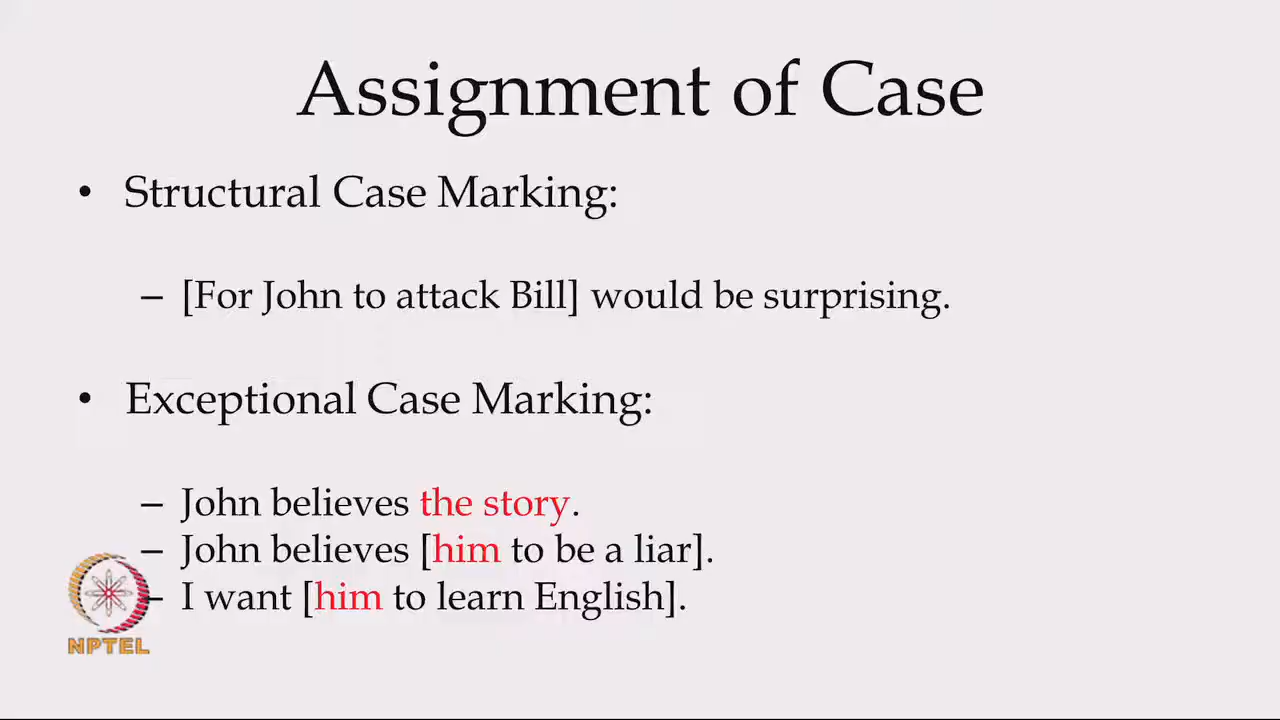 Assignment of Case
• Structural Case Marking:
– [For John to attack Bill] would be surprising.
• Exceptional Case Marking:
– John believes the story.
– John believes [him to be a liar].
– I want [him to learn English].
NPTEL